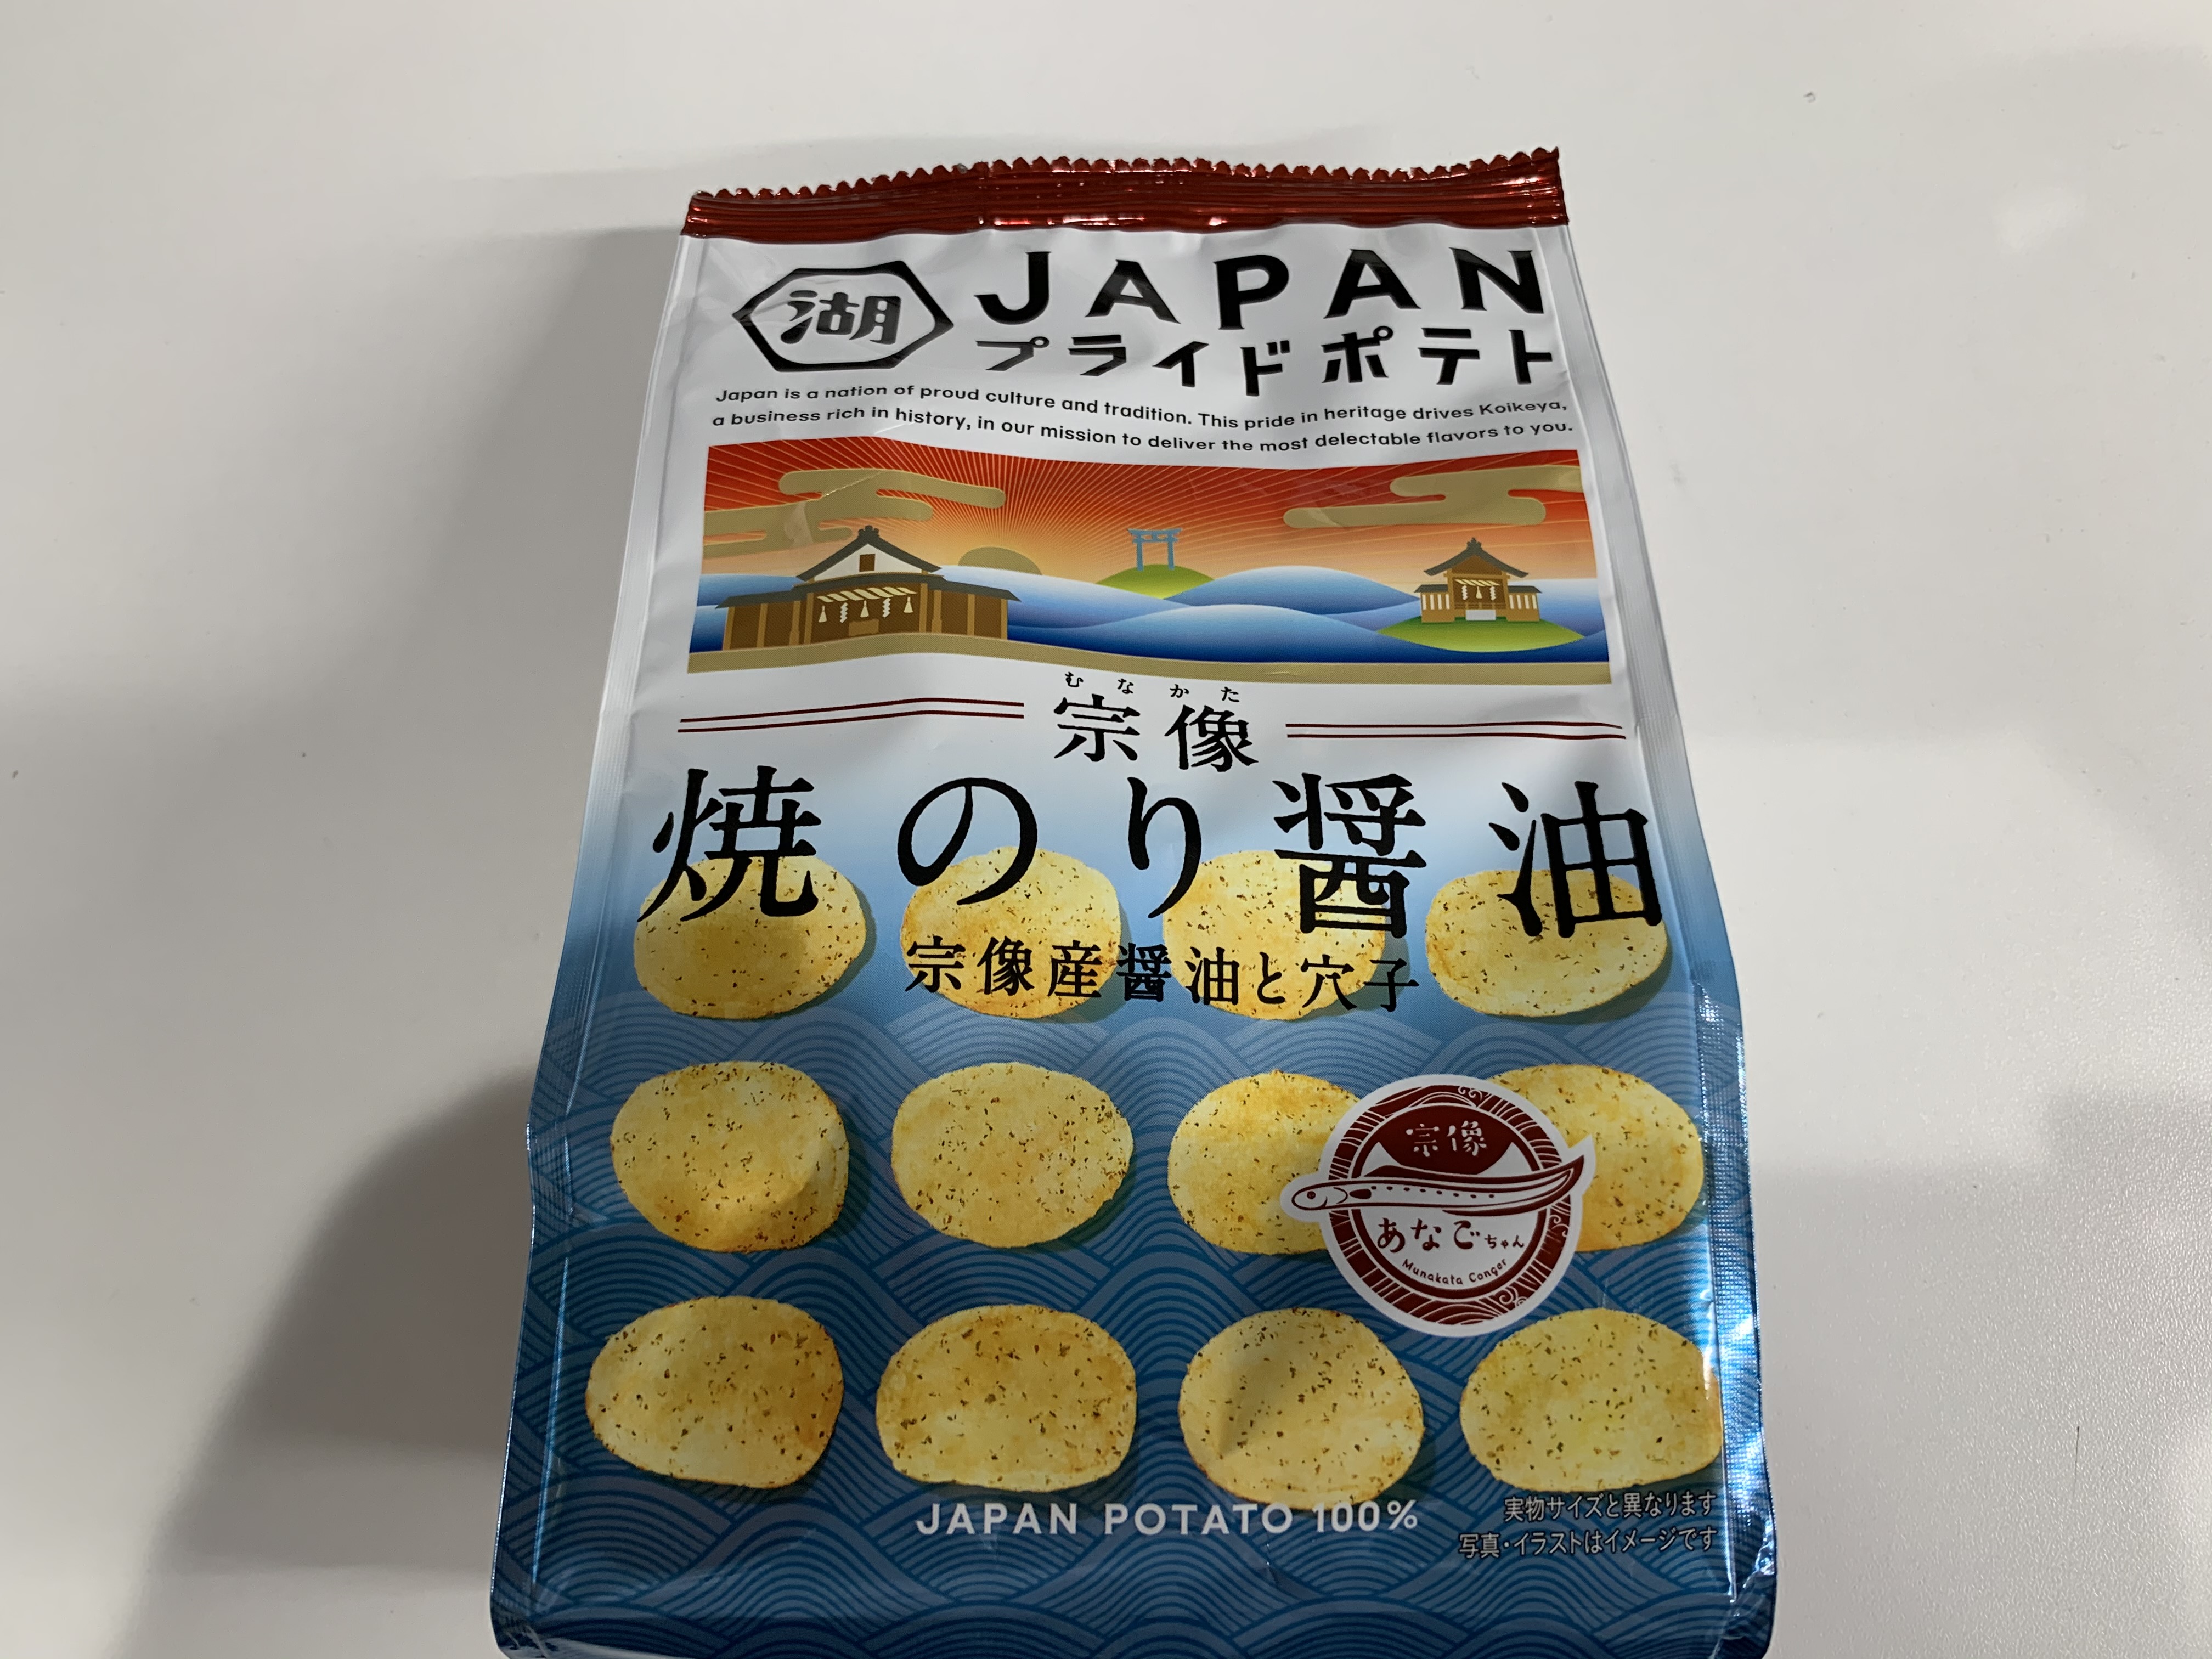 湖
JAPAN
プライドポテト
Japan is a nation of proud culture and tradition. This pride in heritage drives Koikeya,
a business rich in history, in our mission to deliver the most delectable flavors to you.
むなかた
宗像
焼のり醤油
宗像産醤油と穴子
宗像
あなごちゃん
Munakata Conger
JAPAN POTATO 100%
実物サイズと異なります
写真・イラストはイメージです